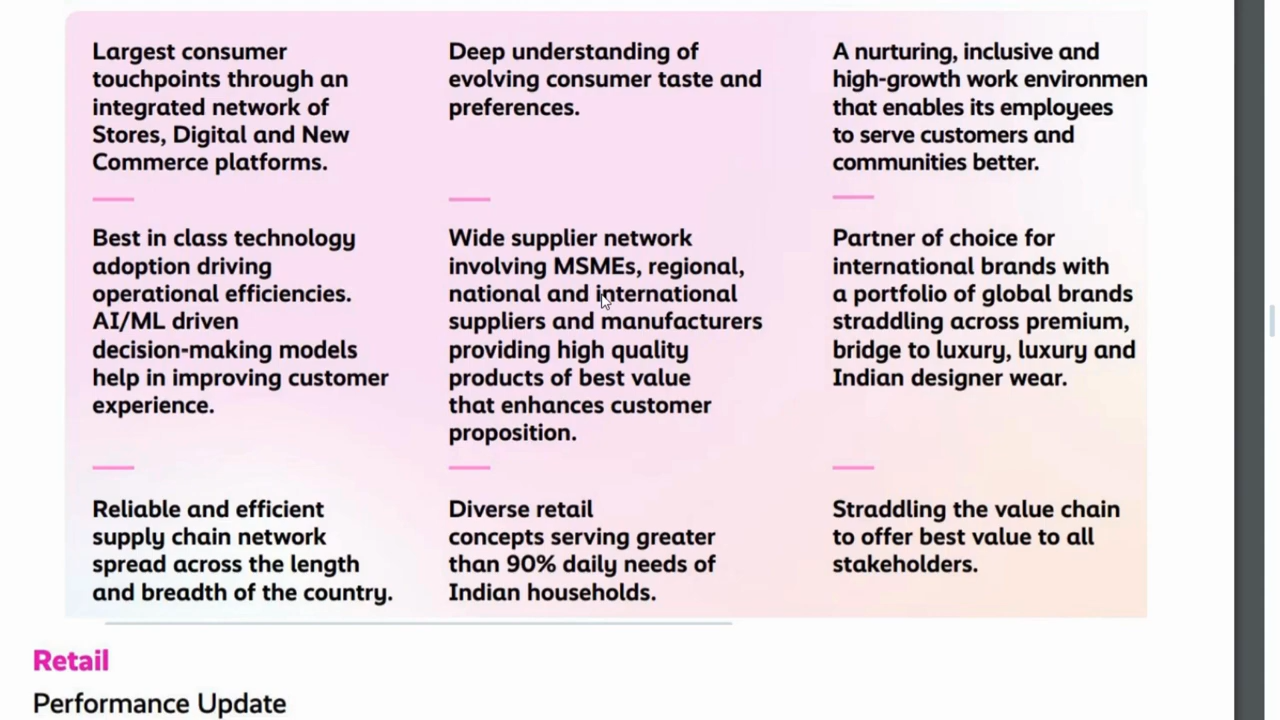 Largest consumer
touchpoints through an
integrated network of
Stores, Digital and New
Commerce platforms.
Deep understanding of
evolving consumer taste and
preferences.
A nurturing, inclusive and
high-growth work environmen
that enables its employees
to serve customers and
communities better.
Best in class technology
adoption driving
operational efficiencies.
AI/ML driven
decision-making models
help in improving customer
experience.
Wide supplier network
involving MSMEs, regional,
national and international
suppliers and manufacturers
providing high quality
products of best value
that enhances customer
proposition.
Partner of choice for
international brands with
a portfolio of global brands
straddling across premium,
bridge to luxury, luxury and
Indian designer wear.
Reliable and efficient
supply chain network
spread across the length
and breadth of the country.
Diverse retail
concepts serving greater
than 90% daily needs of
Indian households.
Straddling the value chain
to offer best value to all
stakeholders.
Retail
Performance Update